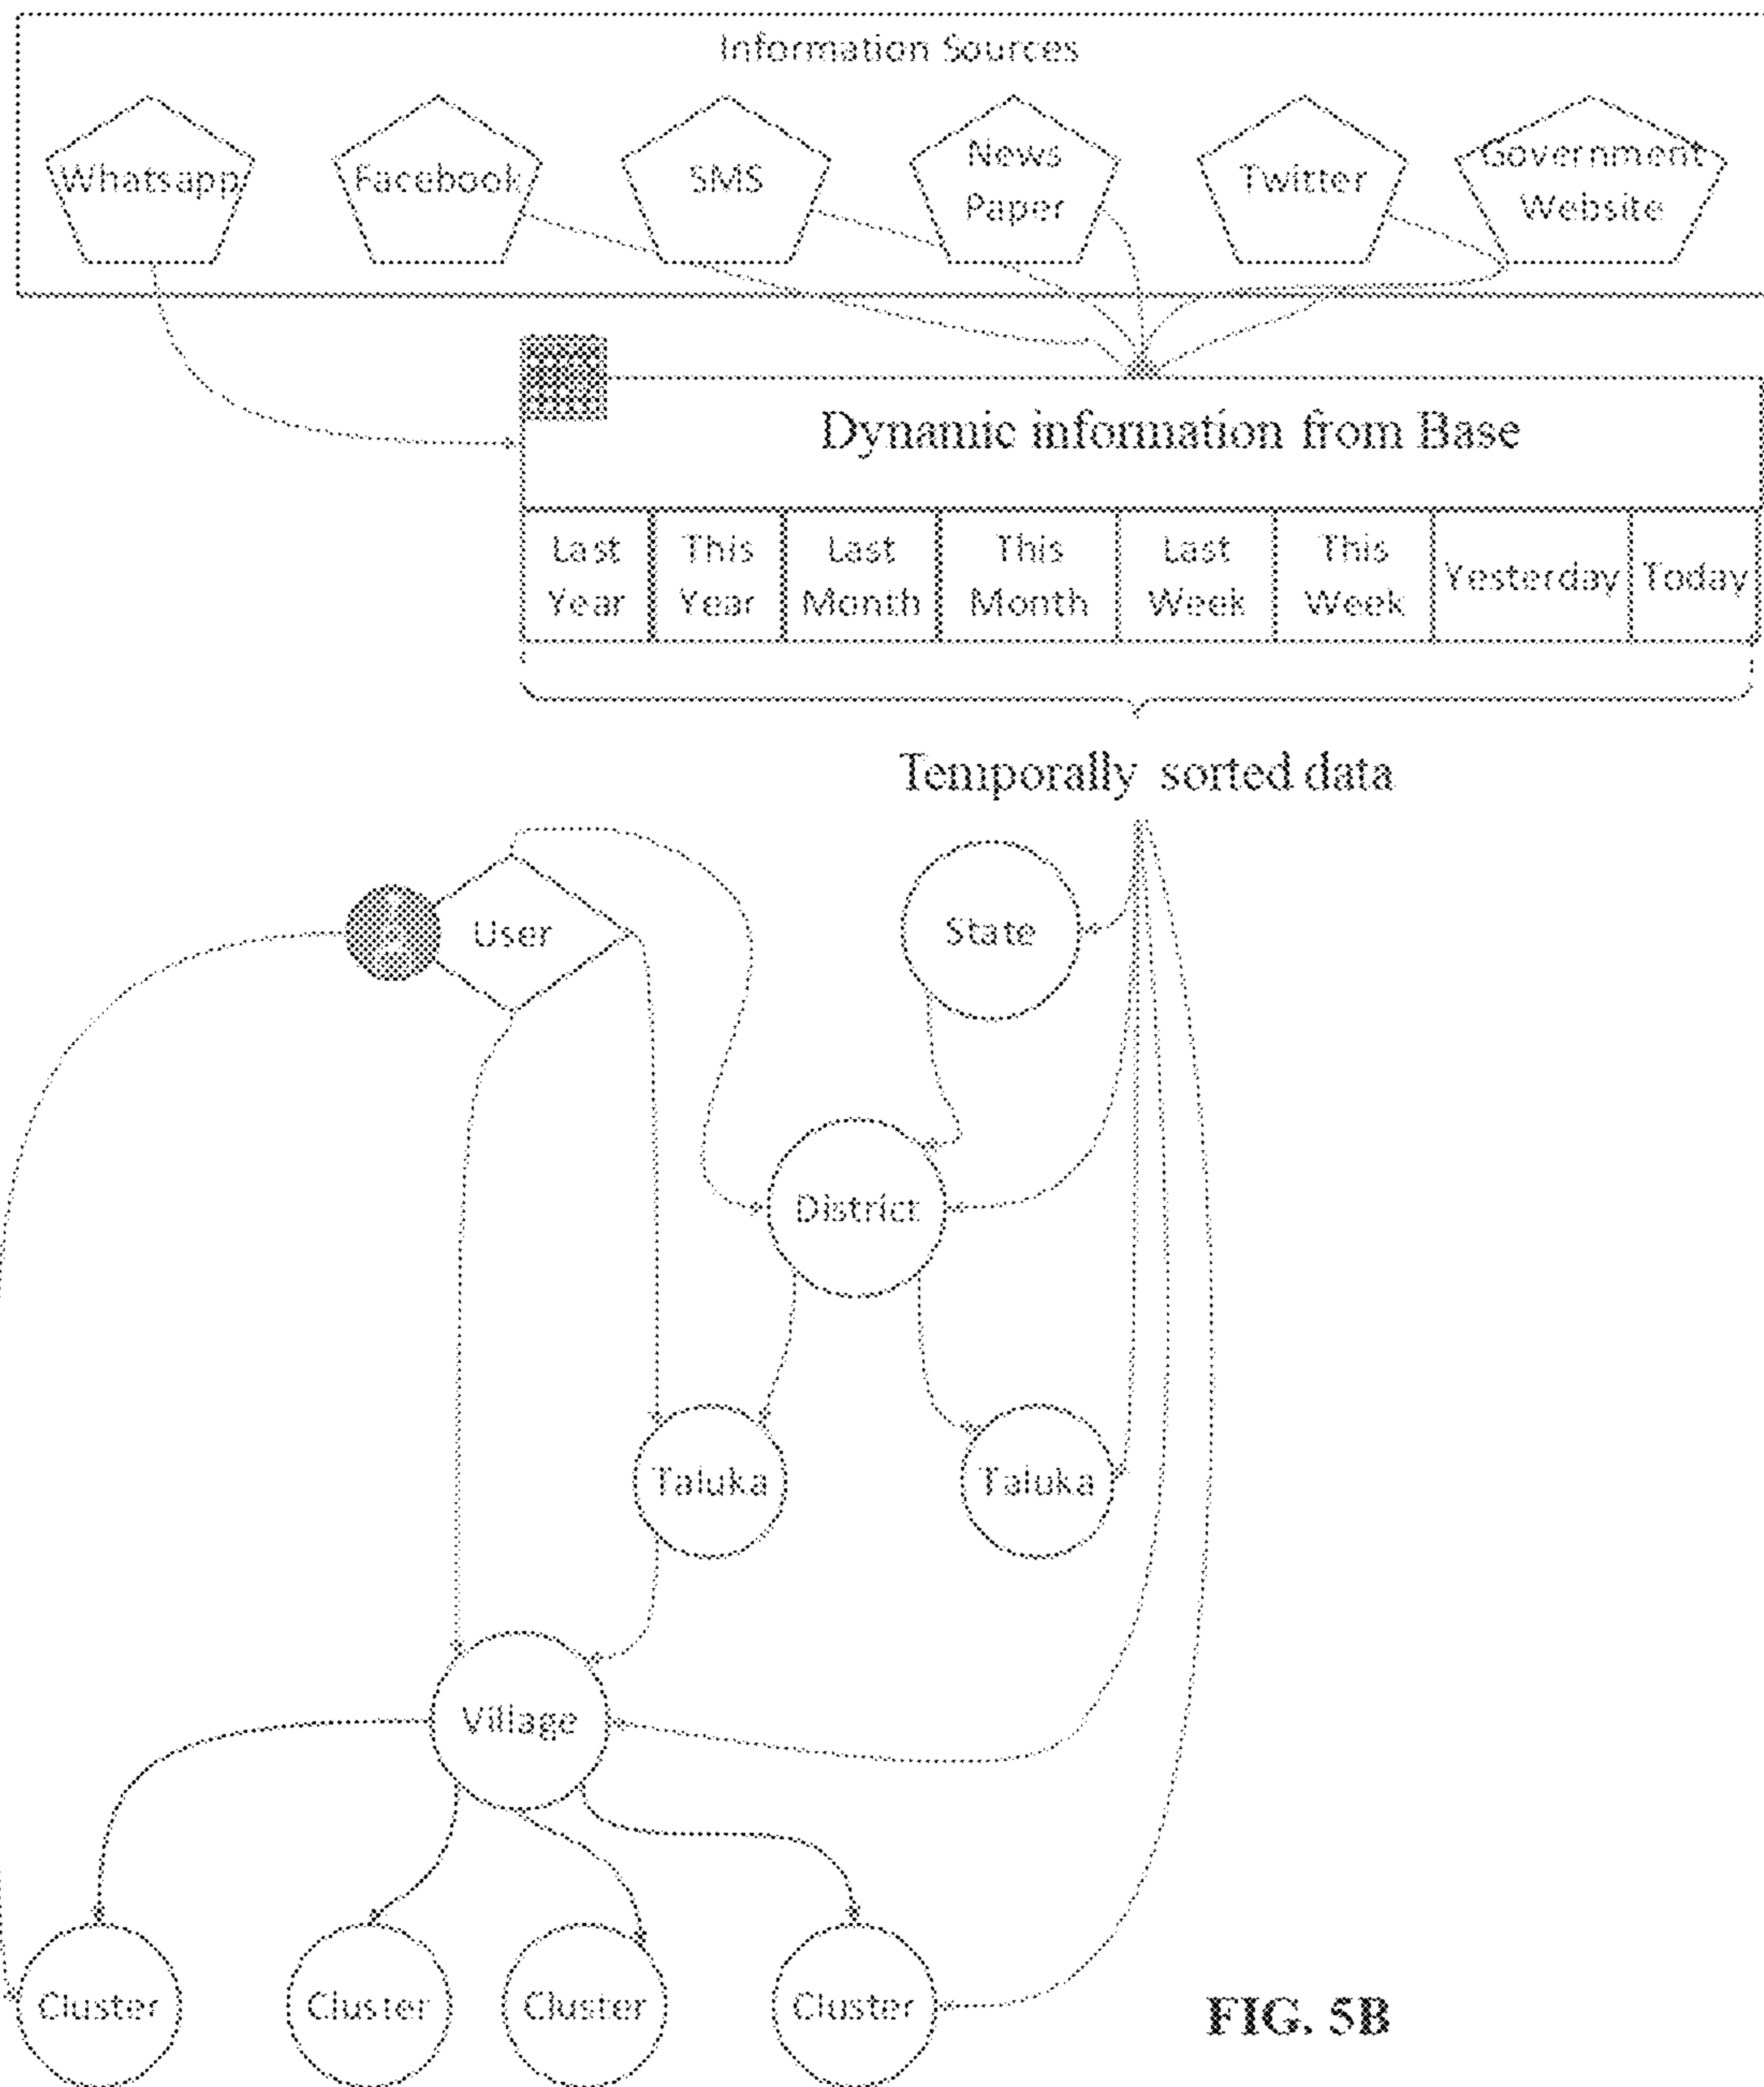 Information Sources
Whatsapp
Facebook
SMS
News
Paper
Twitter
Government
Website
Dynamic information from Base
Last
Year
This
Year
Last
Month
This
Month
Last
Week
This
Week
Yesterday
Today
Temporally sorted data
User
State
District
Taluka
Taluka
Village
Cluster
Cluster
Cluster
Cluster
FIG. 5B